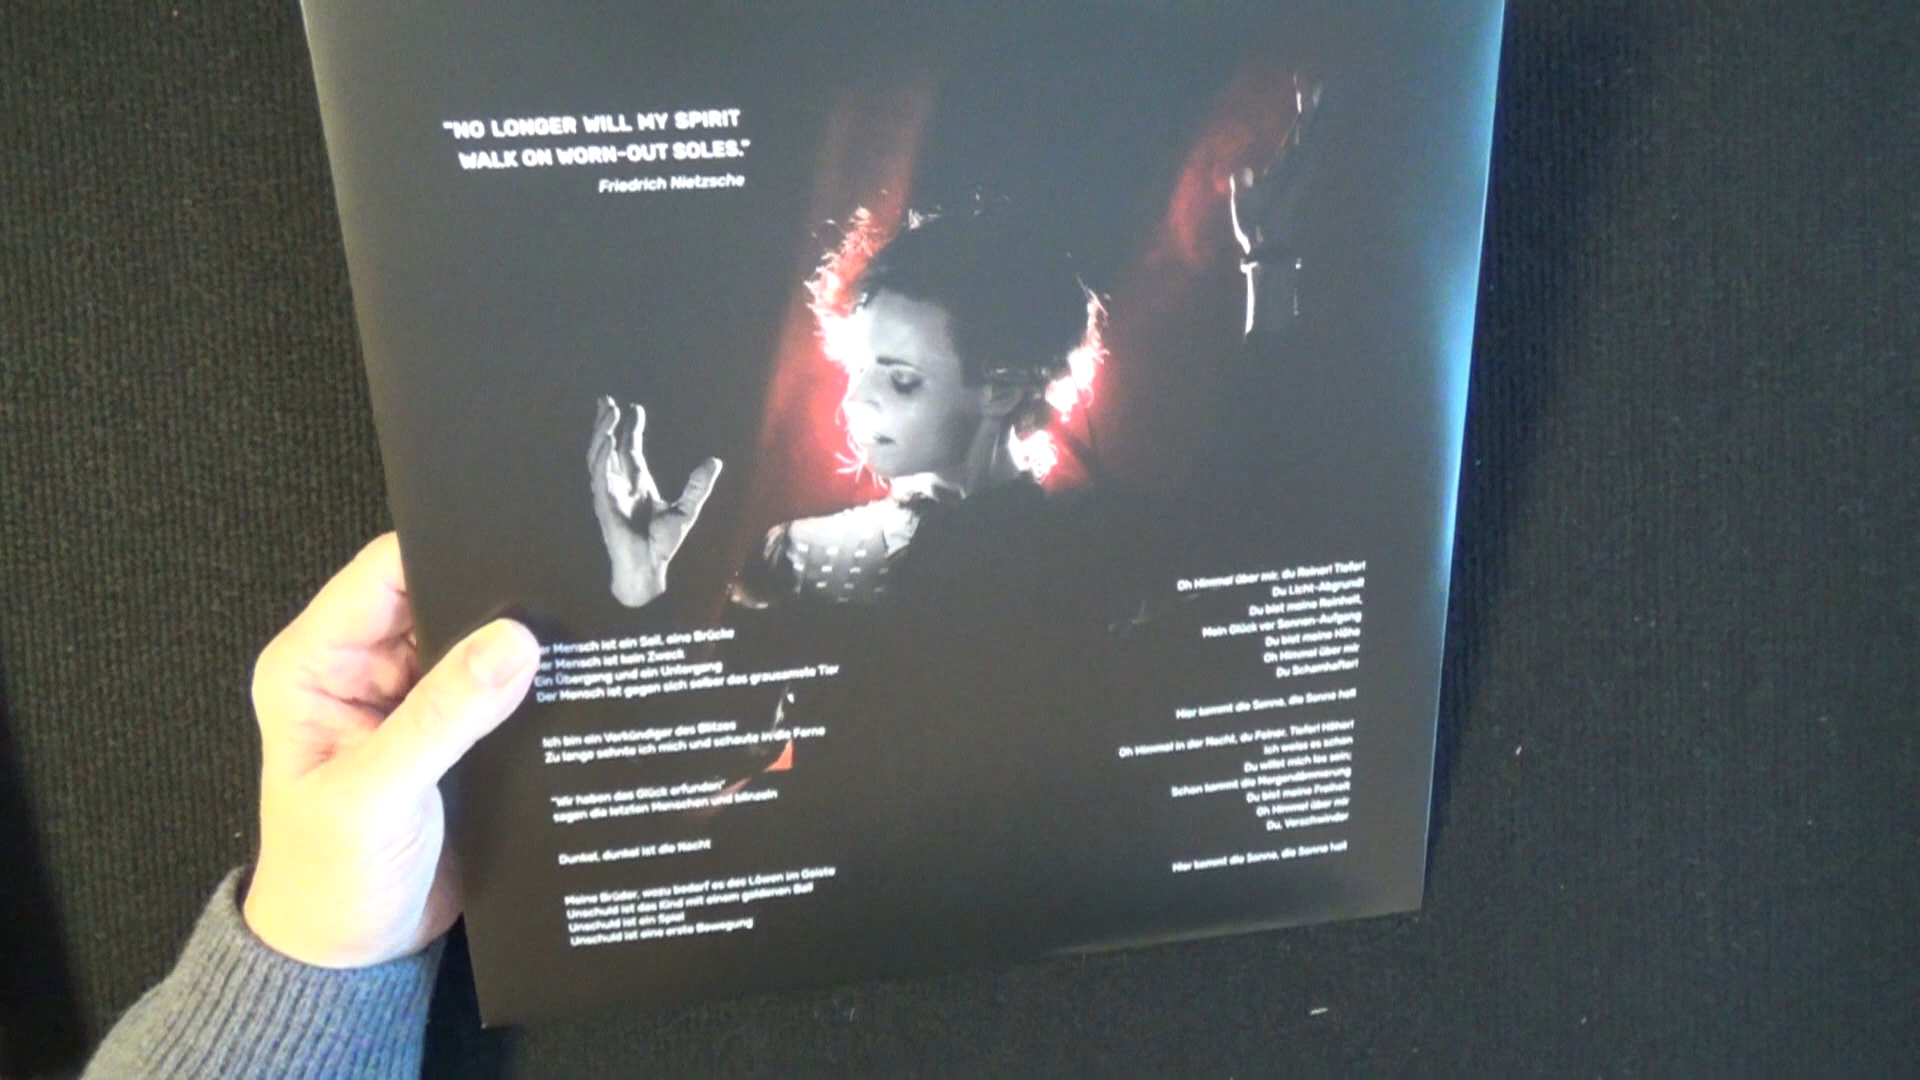 "NO LONGER WILL MY SPIRIT
WALK ON WORN-OUT SOLES."
Friedrich Nietzsche
Mensch ist ein Seil, eine Brücke
Mensch ist kein Zweck
Ein Übergang und ein Untergang
Der Mensch ist gegen sich selber das grausamste Tier
Ich bin ein Verkündiger des Blitzes
Zu lange sehnte ich mich und schaute in die Ferne
"Wir haben das Glück erfunden"
sagen die letzten Menschen und blinzeln
Dunkel, dunkel ist die Nacht
Meine Brüder, wozu bedarf es des Löwen im Geiste
Unschuld ist das Kind mit einem goldenen Ball
Unschuld ist ein Spiel
Unschuld ist eine erste Bewegung
Oh Himmel über mir, du Reiner! Tiefer!
Du Licht-Abgrund!
Du bist meine Reinheit,
Mein Glück vor Sonnen-Aufgang
Du bist meine Höhe
Oh Himmel über mir
Du Schamhafter!
Hier kommt die Sonne, die Sonne hell
Oh Himmel in der Nacht, du Feiner, Tiefer! Höher!
Ich weiss es schon
Du willst mich los sein;
Schon kommt die Morgendämmerung
Du bist meine Freiheit
Oh Himmel über mir
Du, Verschwinder
Hier kommt die Sonne, die Sonne hell